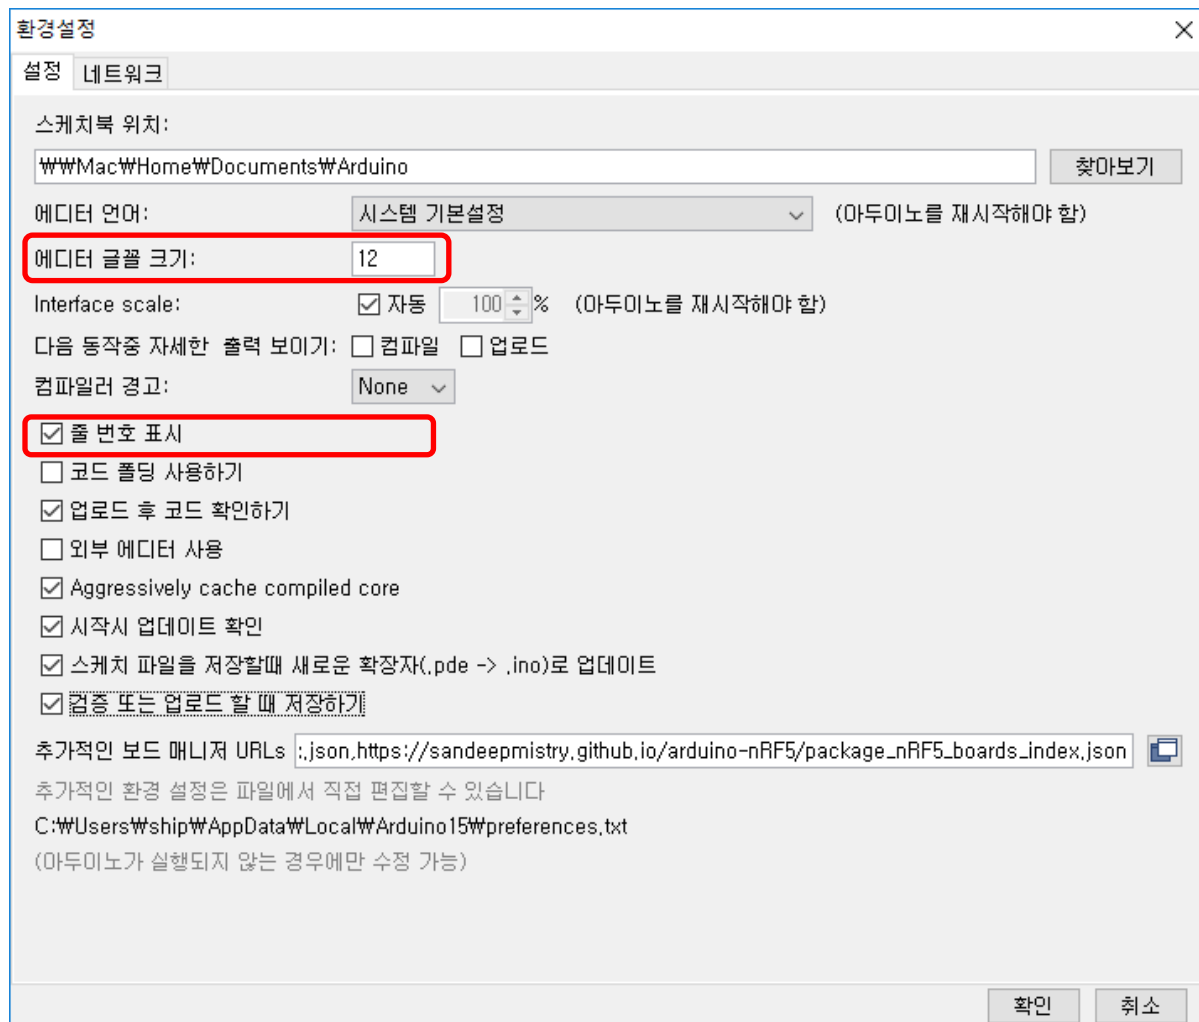 환경설정
설정 네트워크
스케치북 위치:
₩₩Mac₩Home₩Documents₩Arduino 찾아보기
에디터 언어: 시스템 기본설정 (아두이노를 재시작해야 함)
에디터 글꼴 크기: 12
Interface scale: 자동 100 % (아두이노를 재시작해야 함)
다음 동작중 자세한 출력 보이기: 컴파일 업로드
컴파일러 경고: None
줄 번호 표시
코드 폴딩 사용하기
업로드 후 코드 확인하기
외부 에디터 사용
Aggressively cache compiled core
시작시 업데이트 확인
스케치 파일을 저장할때 새로운 확장자(.pde -> .ino)로 업데이트
검증 또는 업로드 할 때 저장하기
추가적인 보드 매니저 URLs :.json,https://sandeepmistry.github.io/arduino-nRF5/package_nRF5_boards_index.json
추가적인 환경 설정은 파일에서 직접 편집할 수 있습니다
C:₩Users₩ship₩AppData₩Local₩Arduino15₩preferences.txt
(아두이노가 실행되지 않는 경우에만 수정 가능)
확인 취소